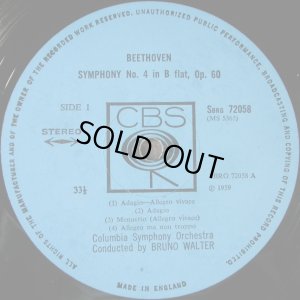 ALL RIGHTS OF THE MANUFACTURER AND OF THE OWNER OF THE RECORDED WORK RESERVED. UNAUTHORISED, PUBLIC PERFORMANCE, BROADCASTING AND COPYING OF THIS RECORD PROHIBITED.
BEETHOVEN
SYMPHONY No. 4 in B flat, Op. 60
SIDE 1
CBS
SBRG 72058
STEREO
SOLD OUT
33⅓
© 1959
(1) Adagio—Allegro vivace
(2) Adagio
(3) Menuetto (Allegro vivace)
(4) Allegro ma non troppo
Columbia Symphony Orchestra
Conducted by BRUNO WALTER
MADE IN ENGLAND